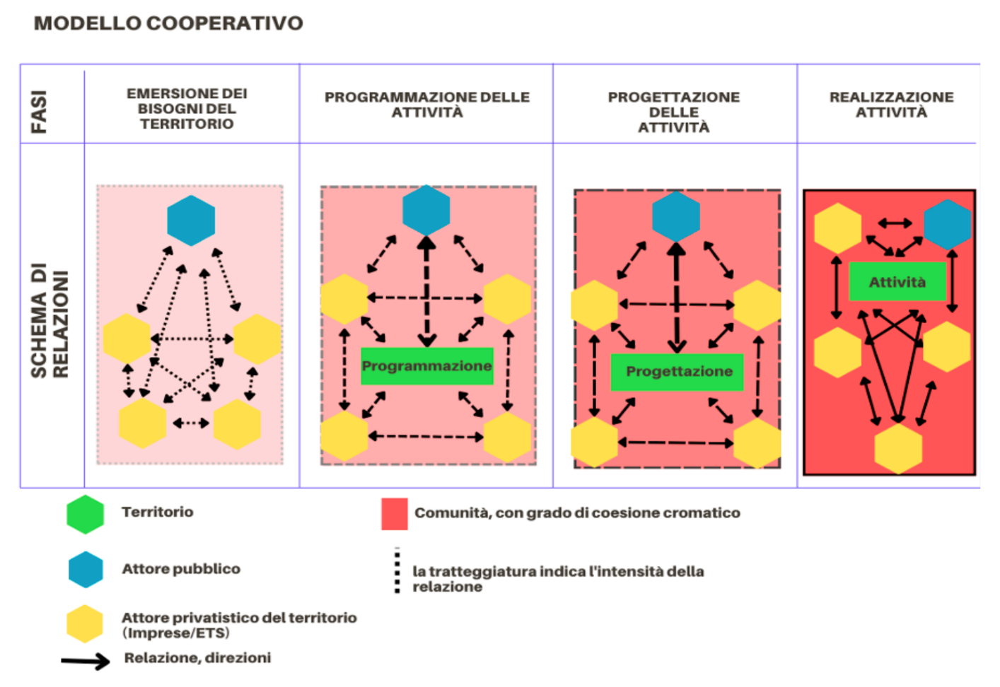 MODELLO COOPERATIVO
FASI
EMERSIONE DEI
BISOGNI DEL
TERRITORIO
PROGRAMMAZIONE DELLE
ATTIVITÀ
PROGETTAZIONE
DELLE
ATTIVITÀ
REALIZZAZIONE
ATTIVITÀ
SCHEMA DI
RELAZIONI
Programmazione
Progettazione
Attività
Territorio
Attore pubblico
Attore privatistico del territorio
(Imprese/ETS)
Relazione, direzioni
Comunità, con grado di coesione cromatico
la tratteggiatura indica l'intensità della
relazione